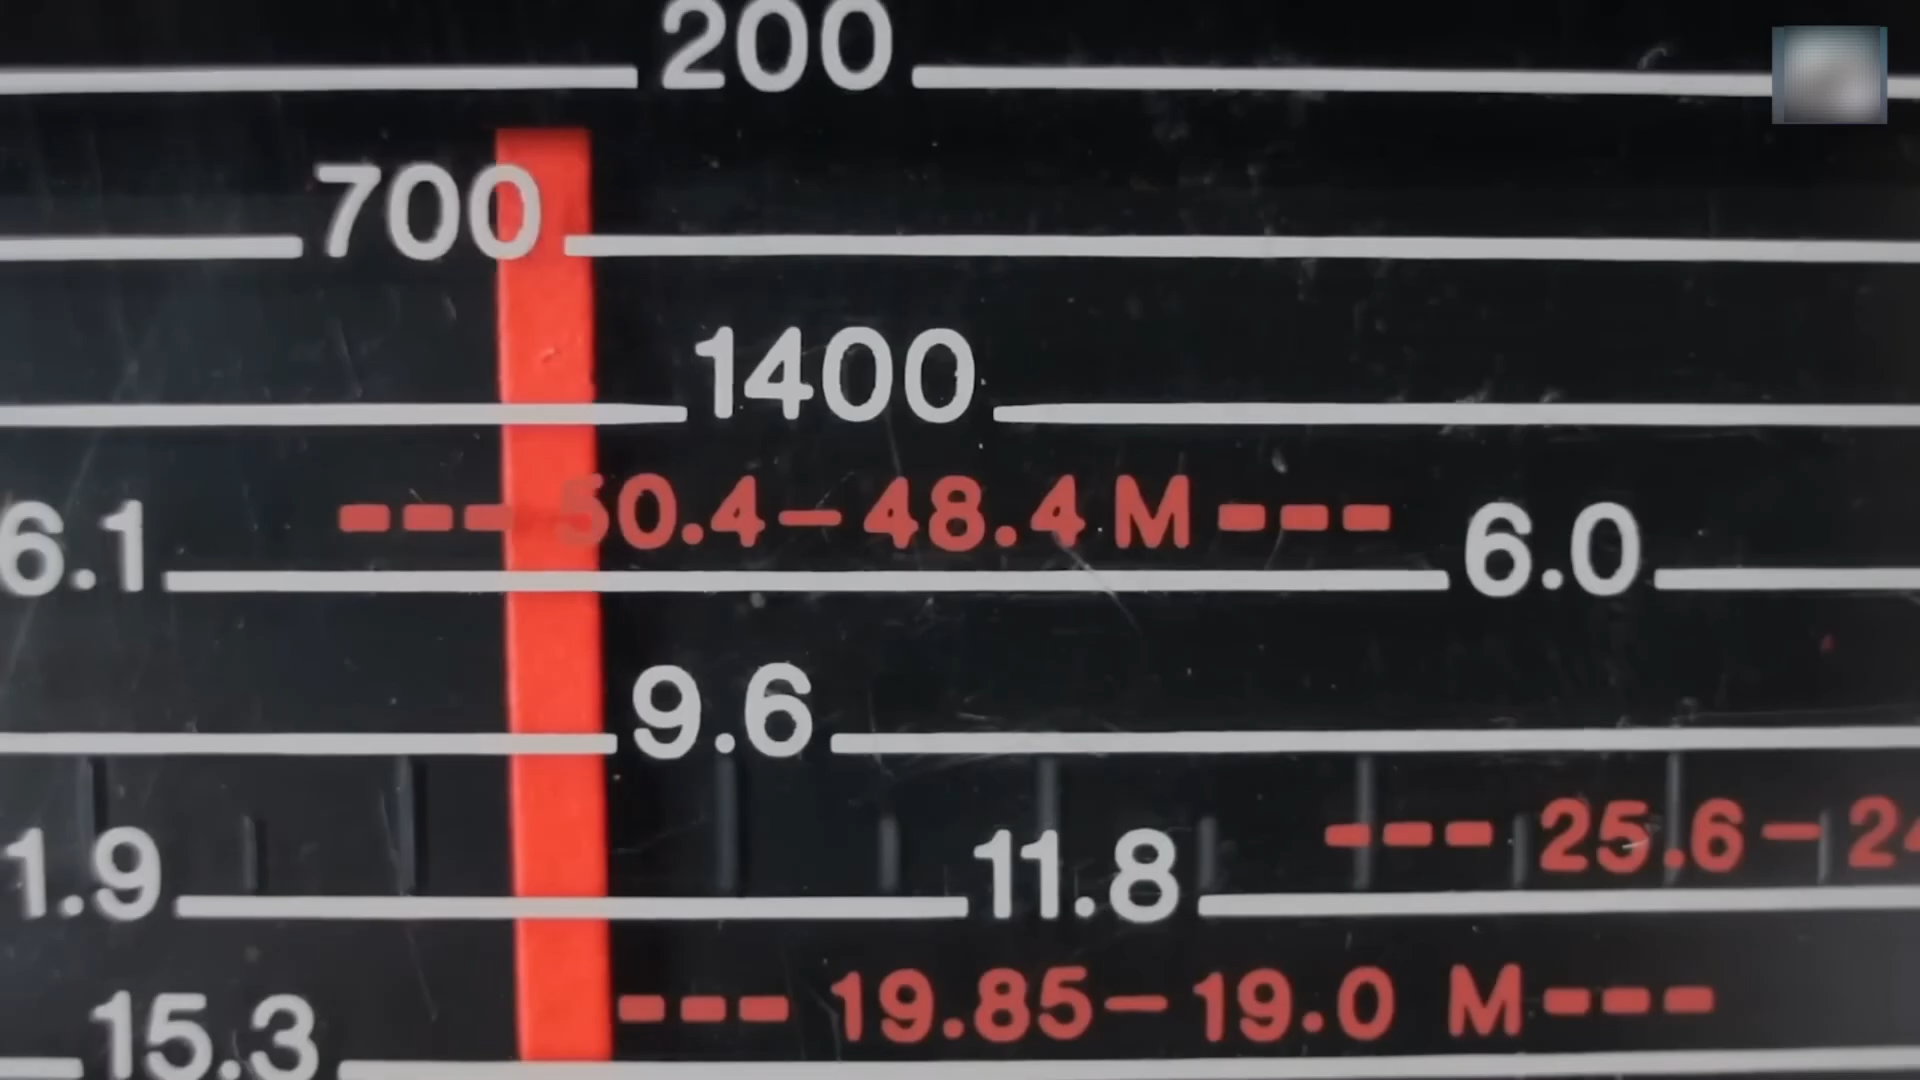 200
700
1400
6.1 --- 50.4–48.4 M --- 6.0
9.6
1.9 11.8 --- 25.6–24
15.3 --- 19.85–19.0 M ---